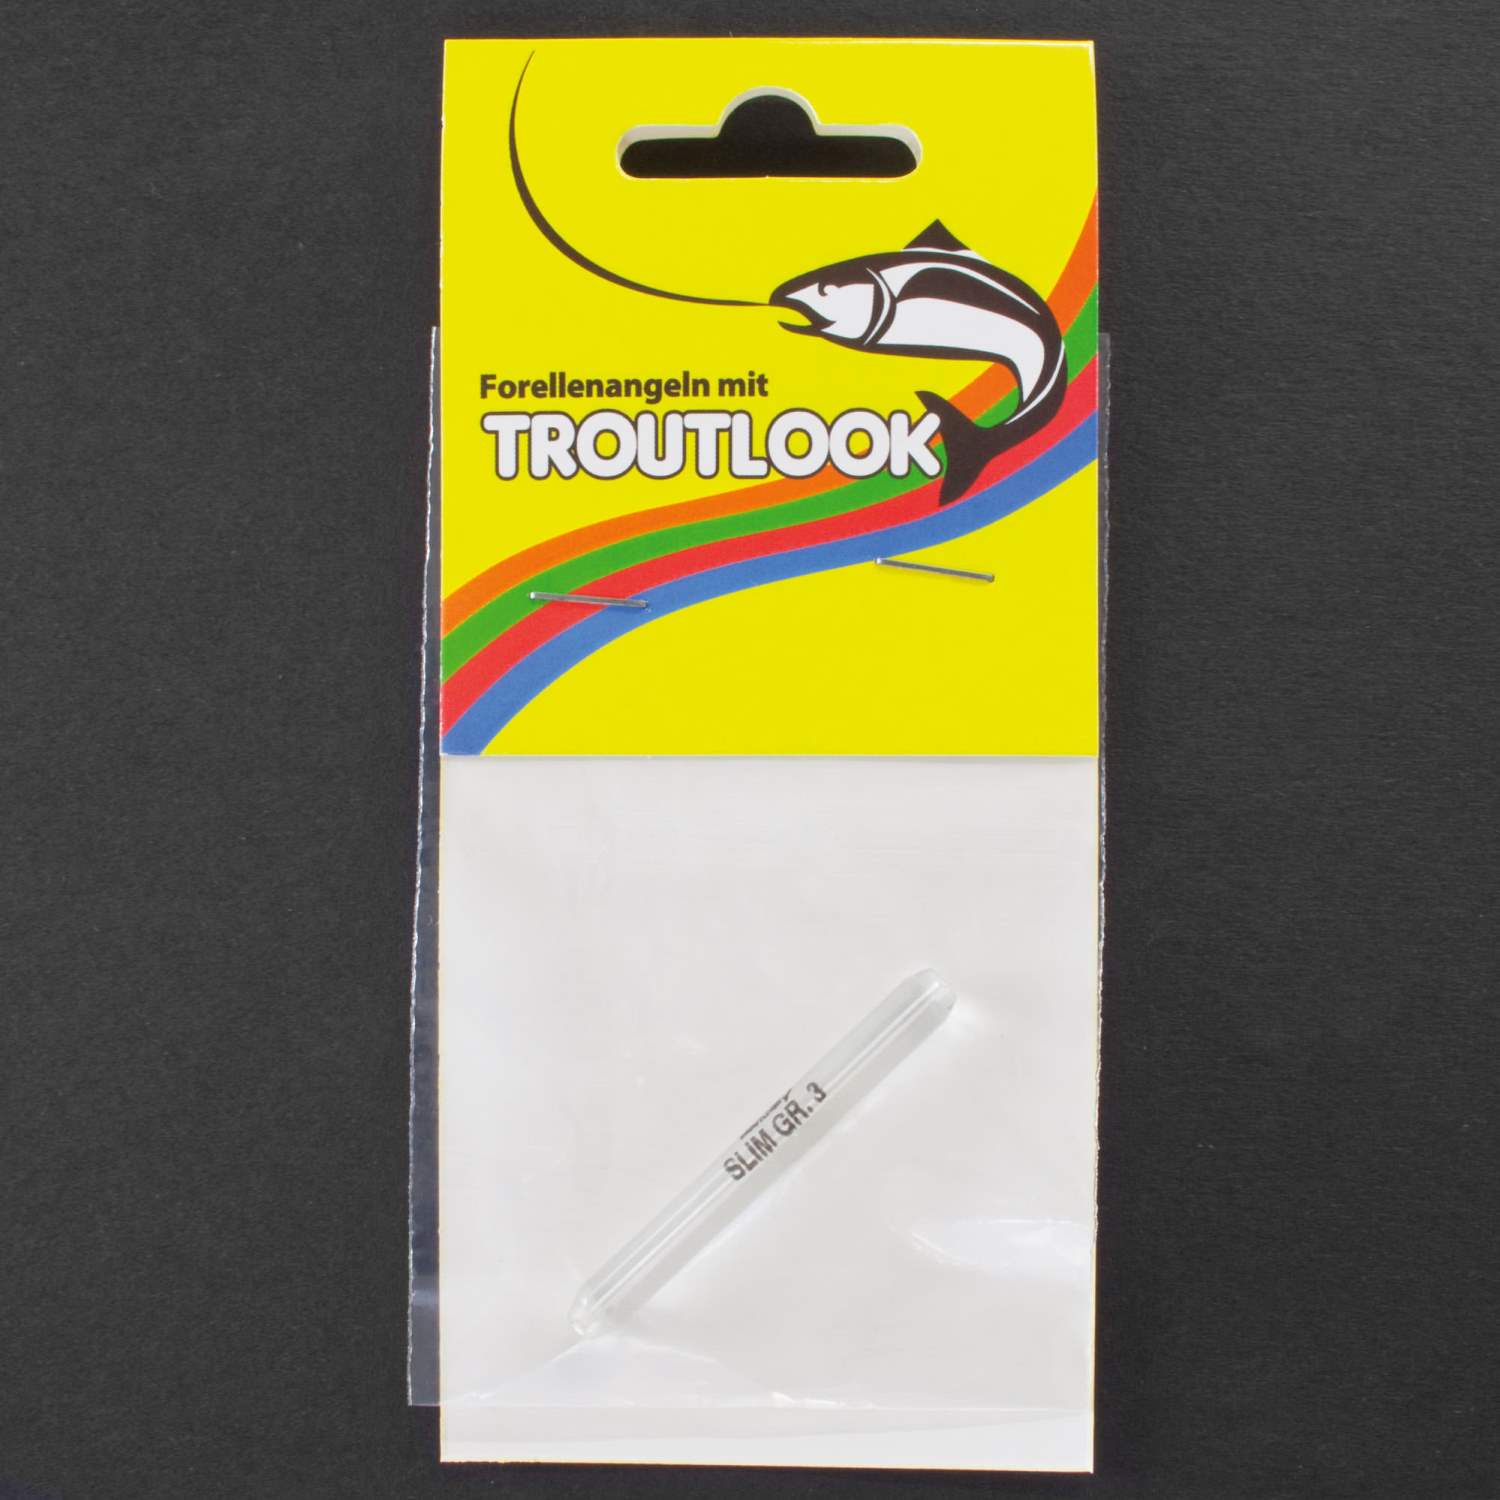 Forellenangeln mit
TROUTLOOK
SLIM GR. 3